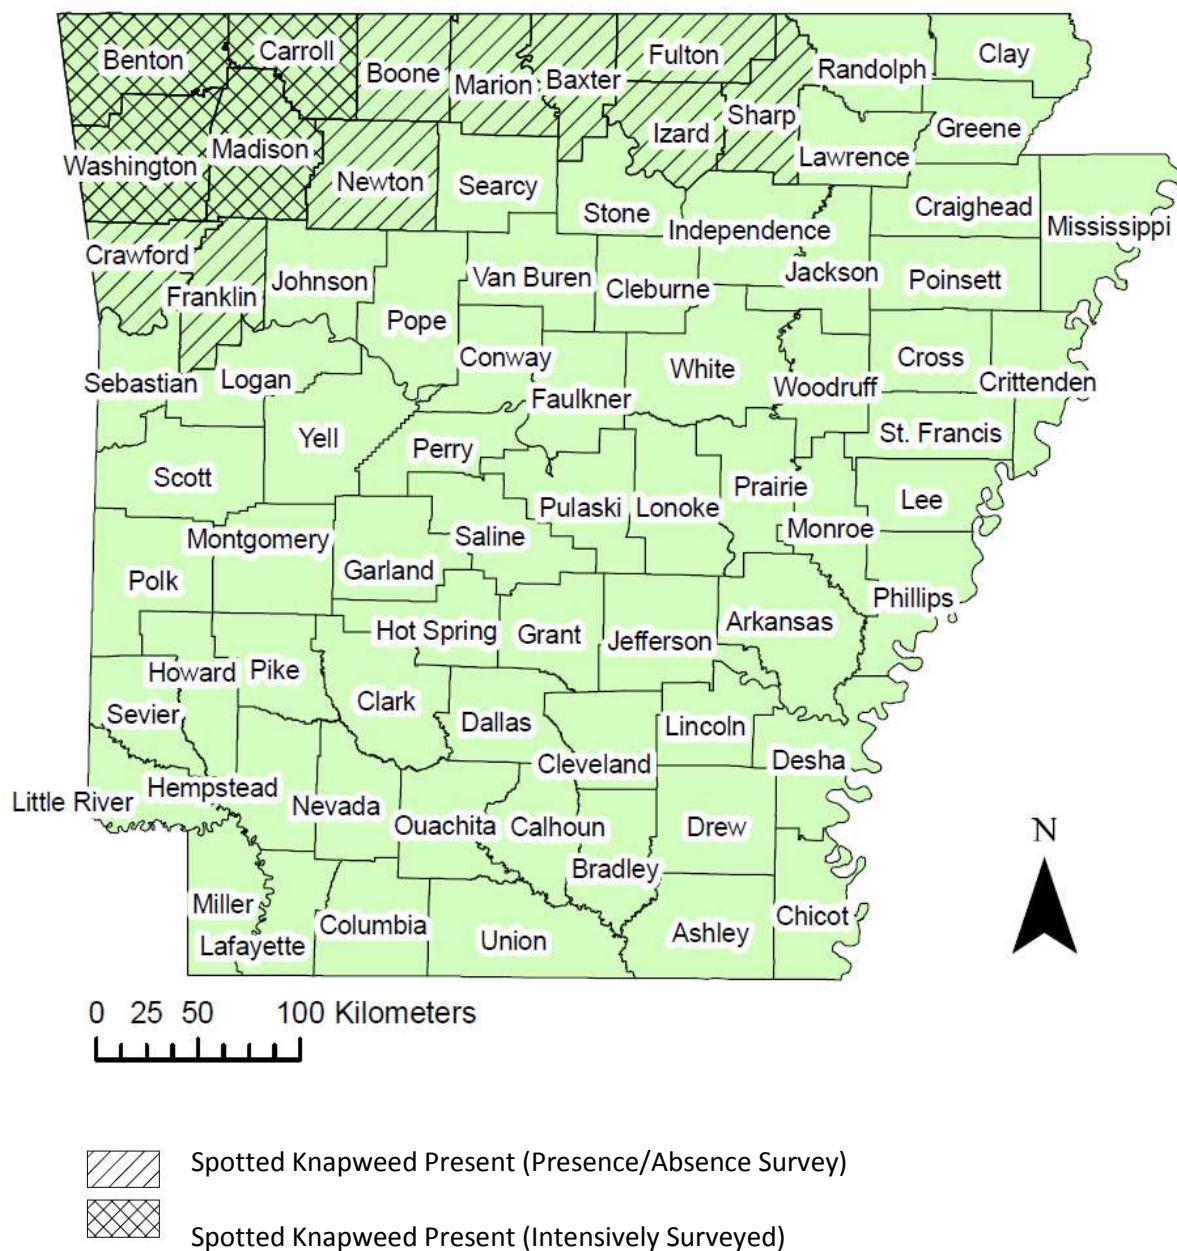 Benton
Carroll
Boone
Marion
Baxter
Fulton
Randolph
Clay
Washington
Madison
Newton
Searcy
Izard
Sharp
Lawrence
Greene
Stone
Independence
Craighead
Mississippi
Crawford
Franklin
Johnson
Pope
Van Buren
Cleburne
Jackson
Poinsett
Sebastian
Logan
Conway
Faulkner
White
Woodruff
Cross
Crittenden
Yell
Perry
St. Francis
Scott
Pulaski
Lonoke
Prairie
Monroe
Lee
Montgomery
Garland
Saline
Polk
Hot Spring
Grant
Jefferson
Arkansas
Phillips
Howard
Pike
Clark
Sevier
Dallas
Cleveland
Lincoln
Desha
Little River
Hempstead
Nevada
Ouachita
Calhoun
Bradley
Drew
Miller
Lafayette
Columbia
Union
Ashley
Chicot
N
0 25 50 100 Kilometers
Spotted Knapweed Present (Presence/Absence Survey)
Spotted Knapweed Present (Intensively Surveyed)